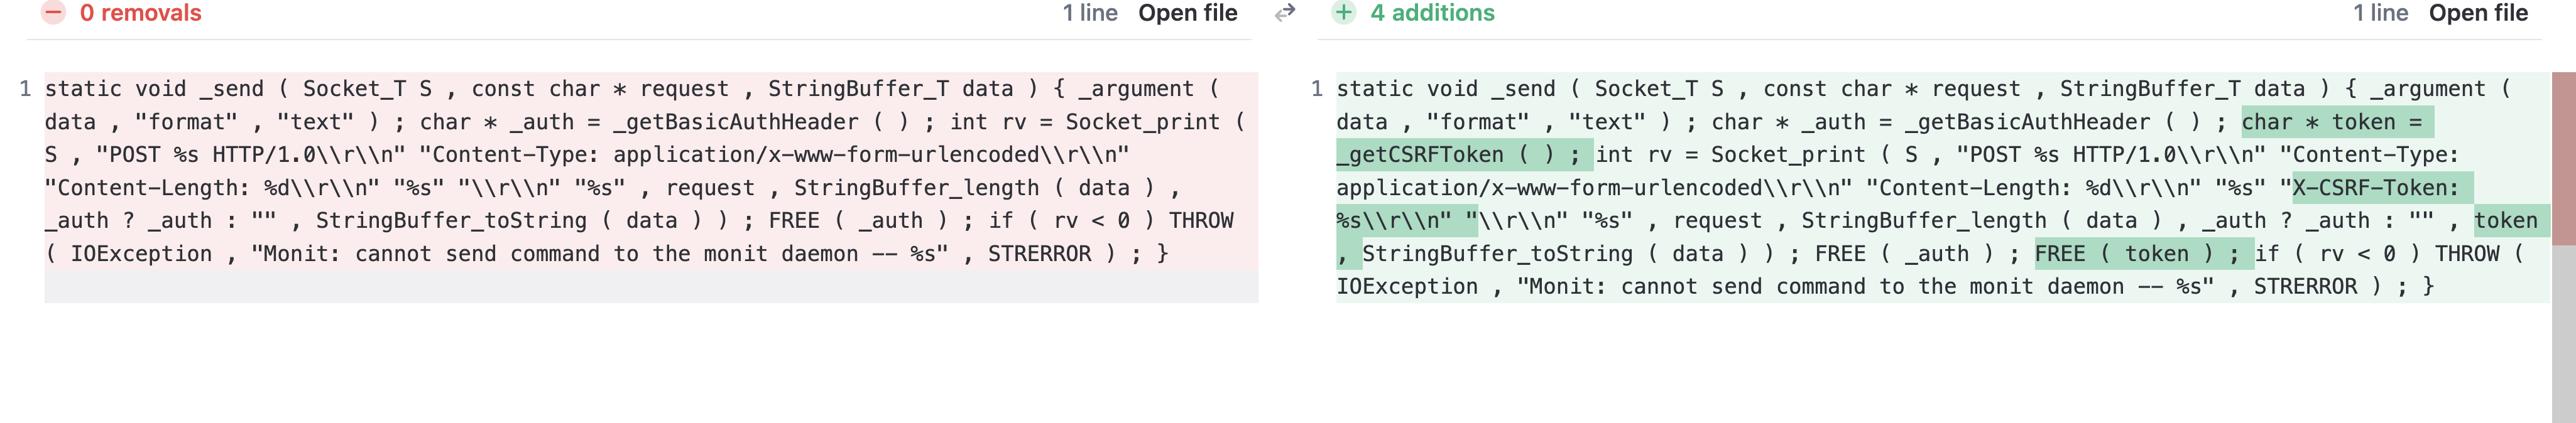 0 removals
1 line Open file
4 additions
1 line Open file
1 static void _send ( Socket_T S , const char * request , StringBuffer_T data ) { _argument (
data , "format" , "text" ) ; char * _auth = _getBasicAuthHeader ( ) ; int rv = Socket_print (
S , "POST %s HTTP/1.0\\r\\n" "Content-Type: application/x-www-form-urlencoded\\r\\n"
"Content-Length: %d\\r\\n" "%s" "\\r\\n" "%s" , request , StringBuffer_length ( data ) ,
_auth ? _auth : "" , StringBuffer_toString ( data ) ) ; FREE ( _auth ) ; if ( rv < 0 ) THROW
( IOException , "Monit: cannot send command to the monit daemon -- %s" , STRERROR ) ; }
1 static void _send ( Socket_T S , const char * request , StringBuffer_T data ) { _argument (
data , "format" , "text" ) ; char * _auth = _getBasicAuthHeader ( ) ; char * token =
_getCSRFToken ( ) ; int rv = Socket_print ( S , "POST %s HTTP/1.0\\r\\n" "Content-Type:
application/x-www-form-urlencoded\\r\\n" "Content-Length: %d\\r\\n" "%s" "X-CSRF-Token:
%s\\r\\n" "\\r\\n" "%s" , request , StringBuffer_length ( data ) , _auth ? _auth : "" , token
, StringBuffer_toString ( data ) ) ; FREE ( _auth ) ; FREE ( token ) ; if ( rv < 0 ) THROW (
IOException , "Monit: cannot send command to the monit daemon -- %s" , STRERROR ) ; }